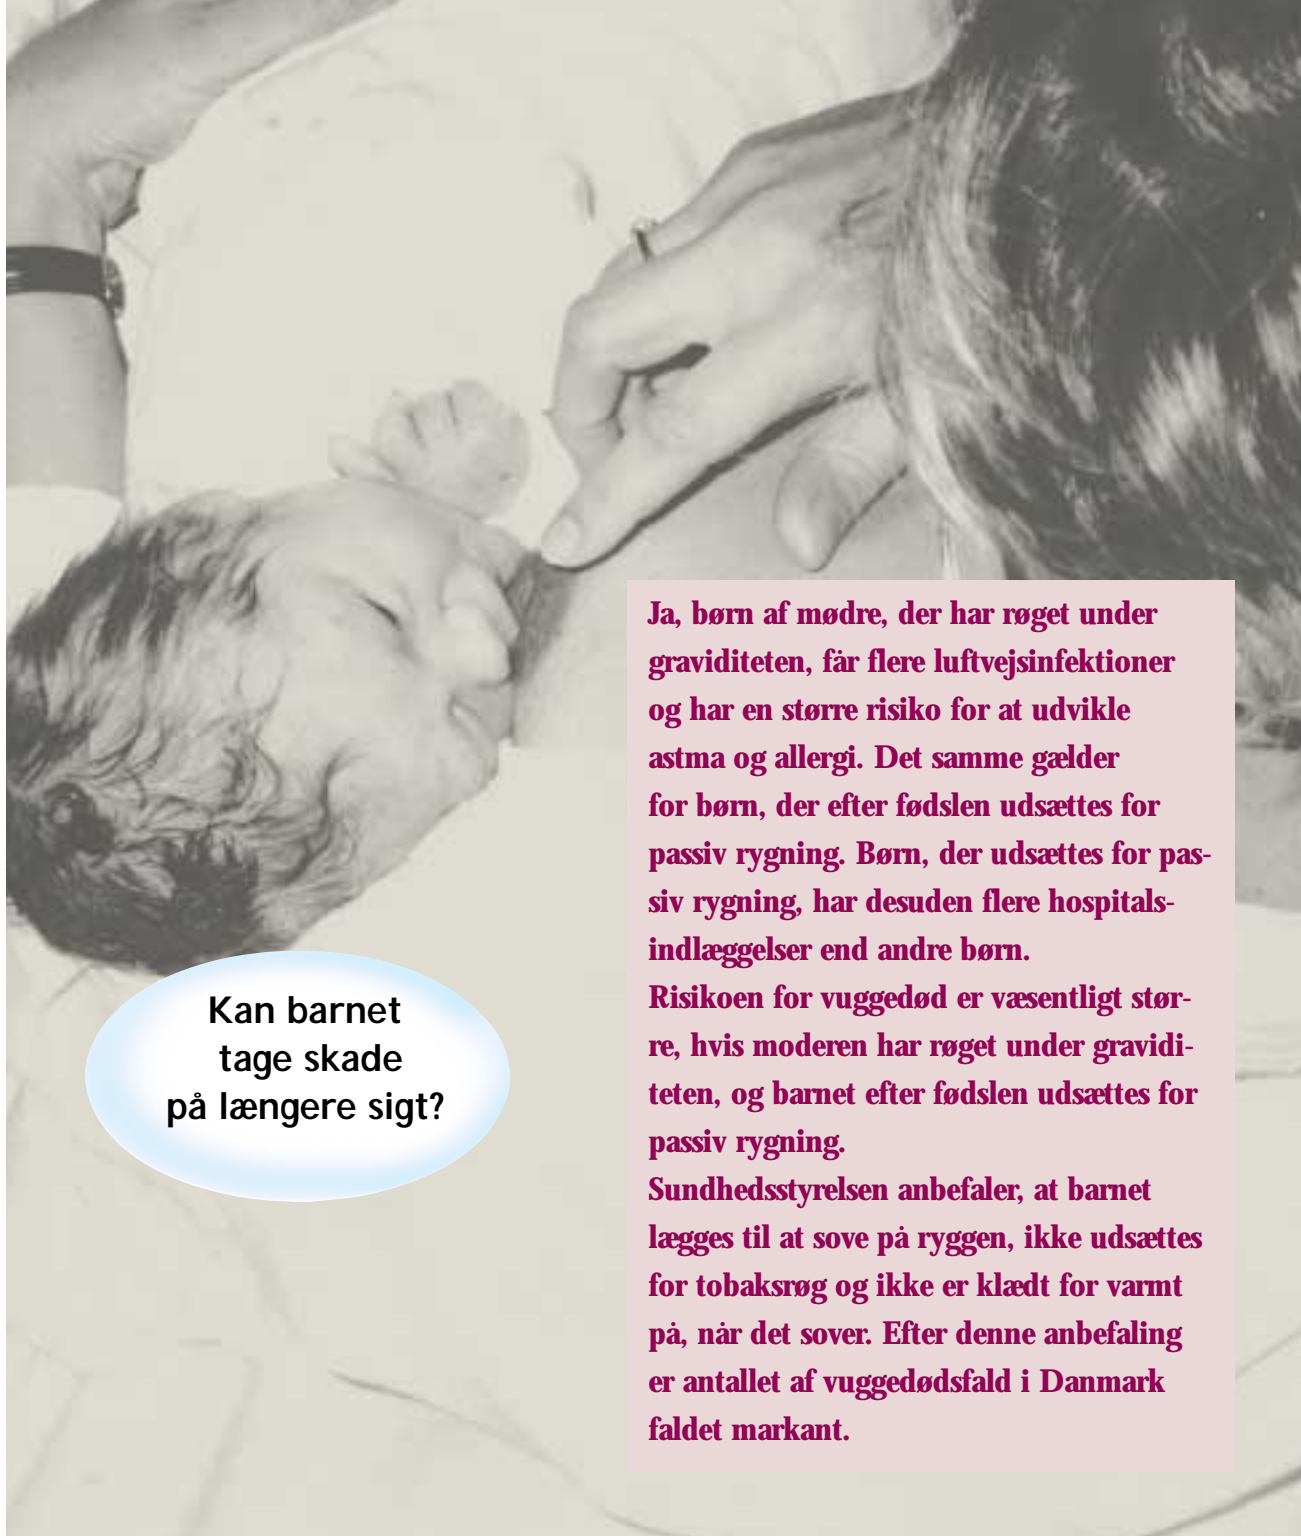 Kan barnet
tage skade
på længere sigt?
Ja, børn af mødre, der har røget under
graviditeten, får flere luftvejsinfektioner
og har en større risiko for at udvikle
astma og allergi. Det samme gælder
for børn, der efter fødslen udsættes for
passiv rygning. Børn, der udsættes for pas-
siv rygning, har desuden flere hospitals-
indlæggelser end andre børn.
Risikoen for vuggedød er væsentligt stør-
re, hvis moderen har røget under gravidi-
teten, og barnet efter fødslen udsættes for
passiv rygning.
Sundhedsstyrelsen anbefaler, at barnet
lægges til at sove på ryggen, ikke udsættes
for tobaksrøg og ikke er klædt for varmt
på, når det sover. Efter denne anbefaling
er antallet af vuggedødsfald i Danmark
faldet markant.